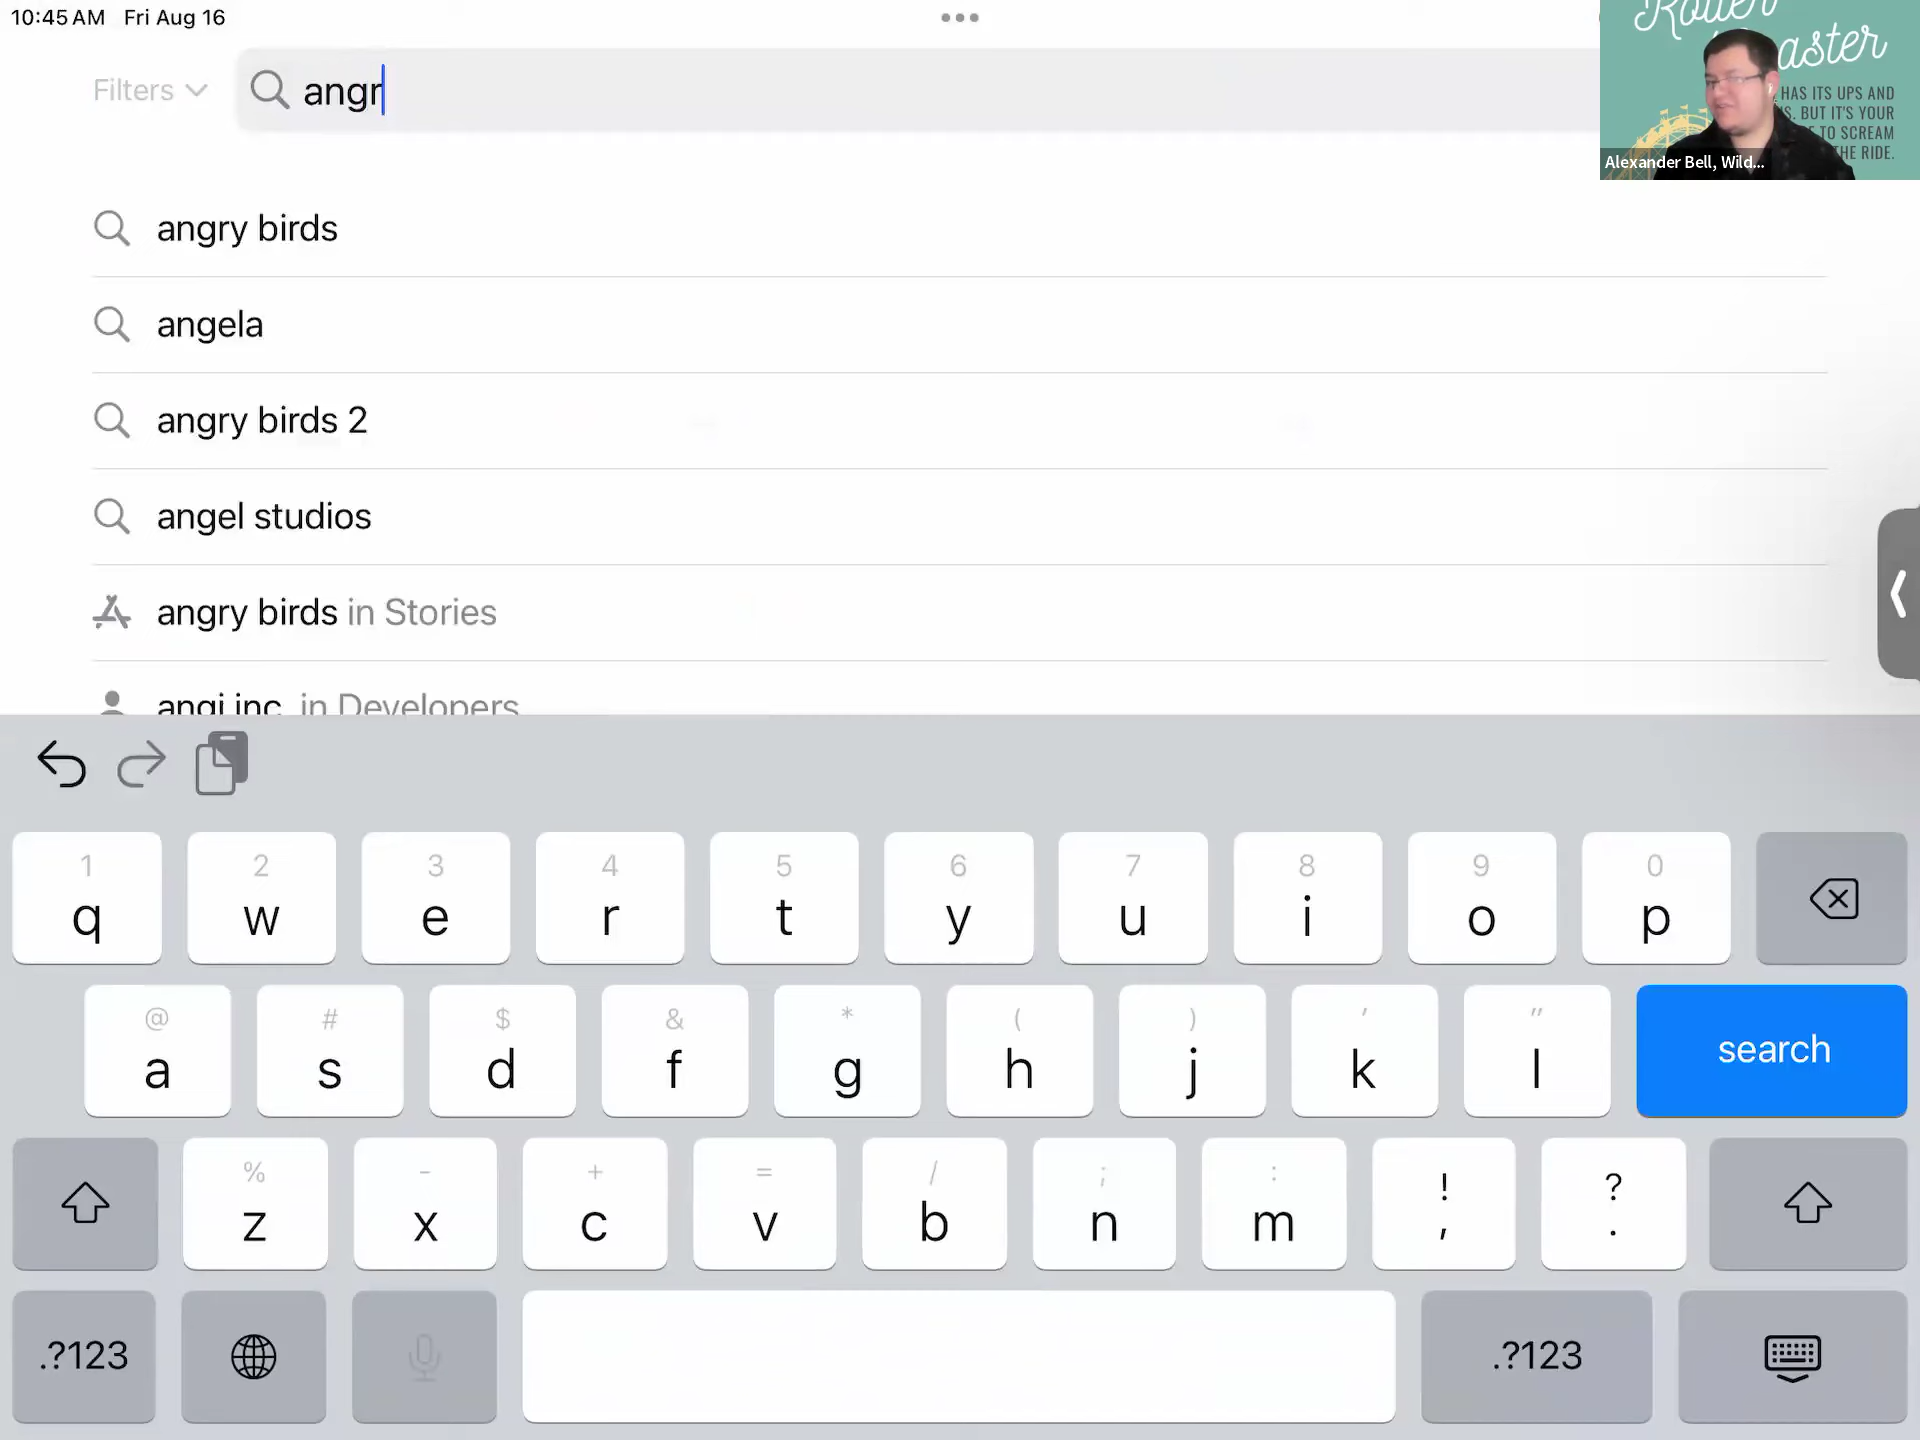 10:45 AM Fri Aug 16
Filters
angr
aster
HAS ITS UPS AND
BUT IT'S YOUR
TO SCREAM
THE RIDE.
Alexander Bell, Wild...
angry birds
angela
angry birds 2
angel studios
angry birds in Stories
angi inc. in Developers
1 2 3 4 5 6 7 8 9 0
q w e r t y u i o p
@ # $ & * ( ) ' "
a s d f g h j k l search
% - + = / ; : ! ?
z x c v b n m , .
.?123 .?123